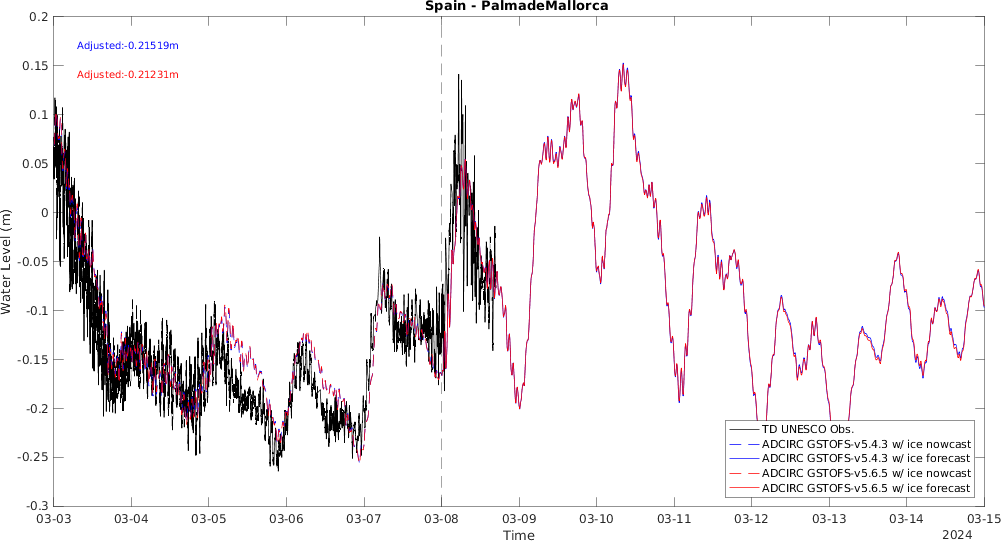 Spain - PalmadeMallorca
0.2
0.15
0.1
0.05
0
-0.05
-0.1
-0.15
-0.2
-0.25
-0.3
Water Level (m)
Adjusted:-0.21519m
Adjusted:-0.21231m
TD UNESCO Obs.
ADCIRC GSTOFS-v5.4.3 w/ ice nowcast
ADCIRC GSTOFS-v5.4.3 w/ ice forecast
ADCIRC GSTOFS-v5.6.5 w/ ice nowcast
ADCIRC GSTOFS-v5.6.5 w/ ice forecast
03-03 03-04 03-05 03-06 03-07 03-08 03-09 03-10 03-11 03-12 03-13 03-14 03-15
Time
2024